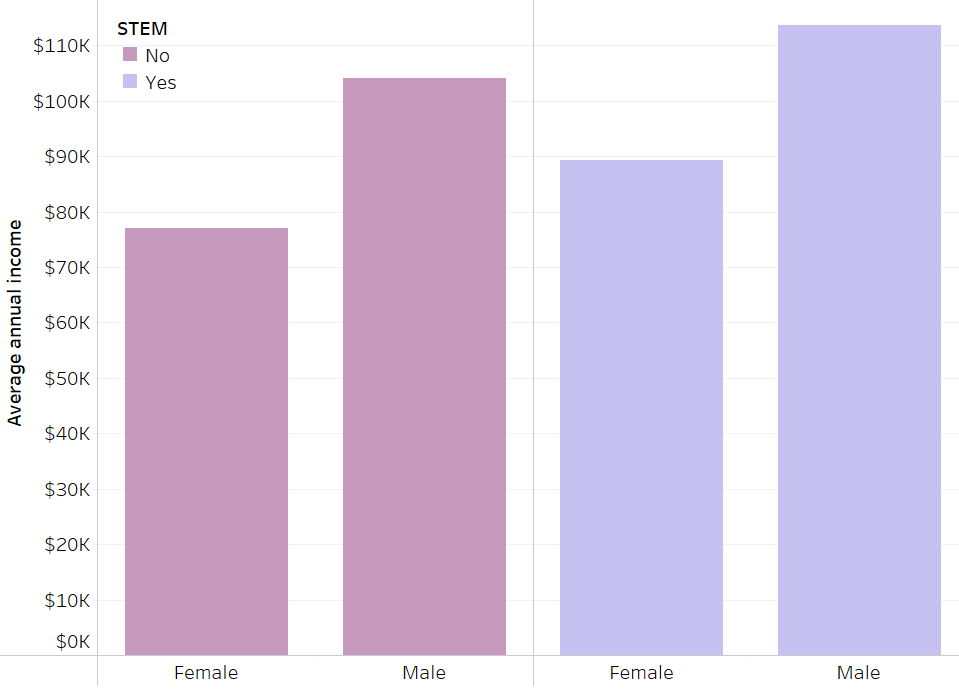 STEM
No
Yes
$110K
$100K
$90K
$80K
$70K
$60K
$50K
$40K
$30K
$20K
$10K
$0K
Average annual income
Female Male Female Male